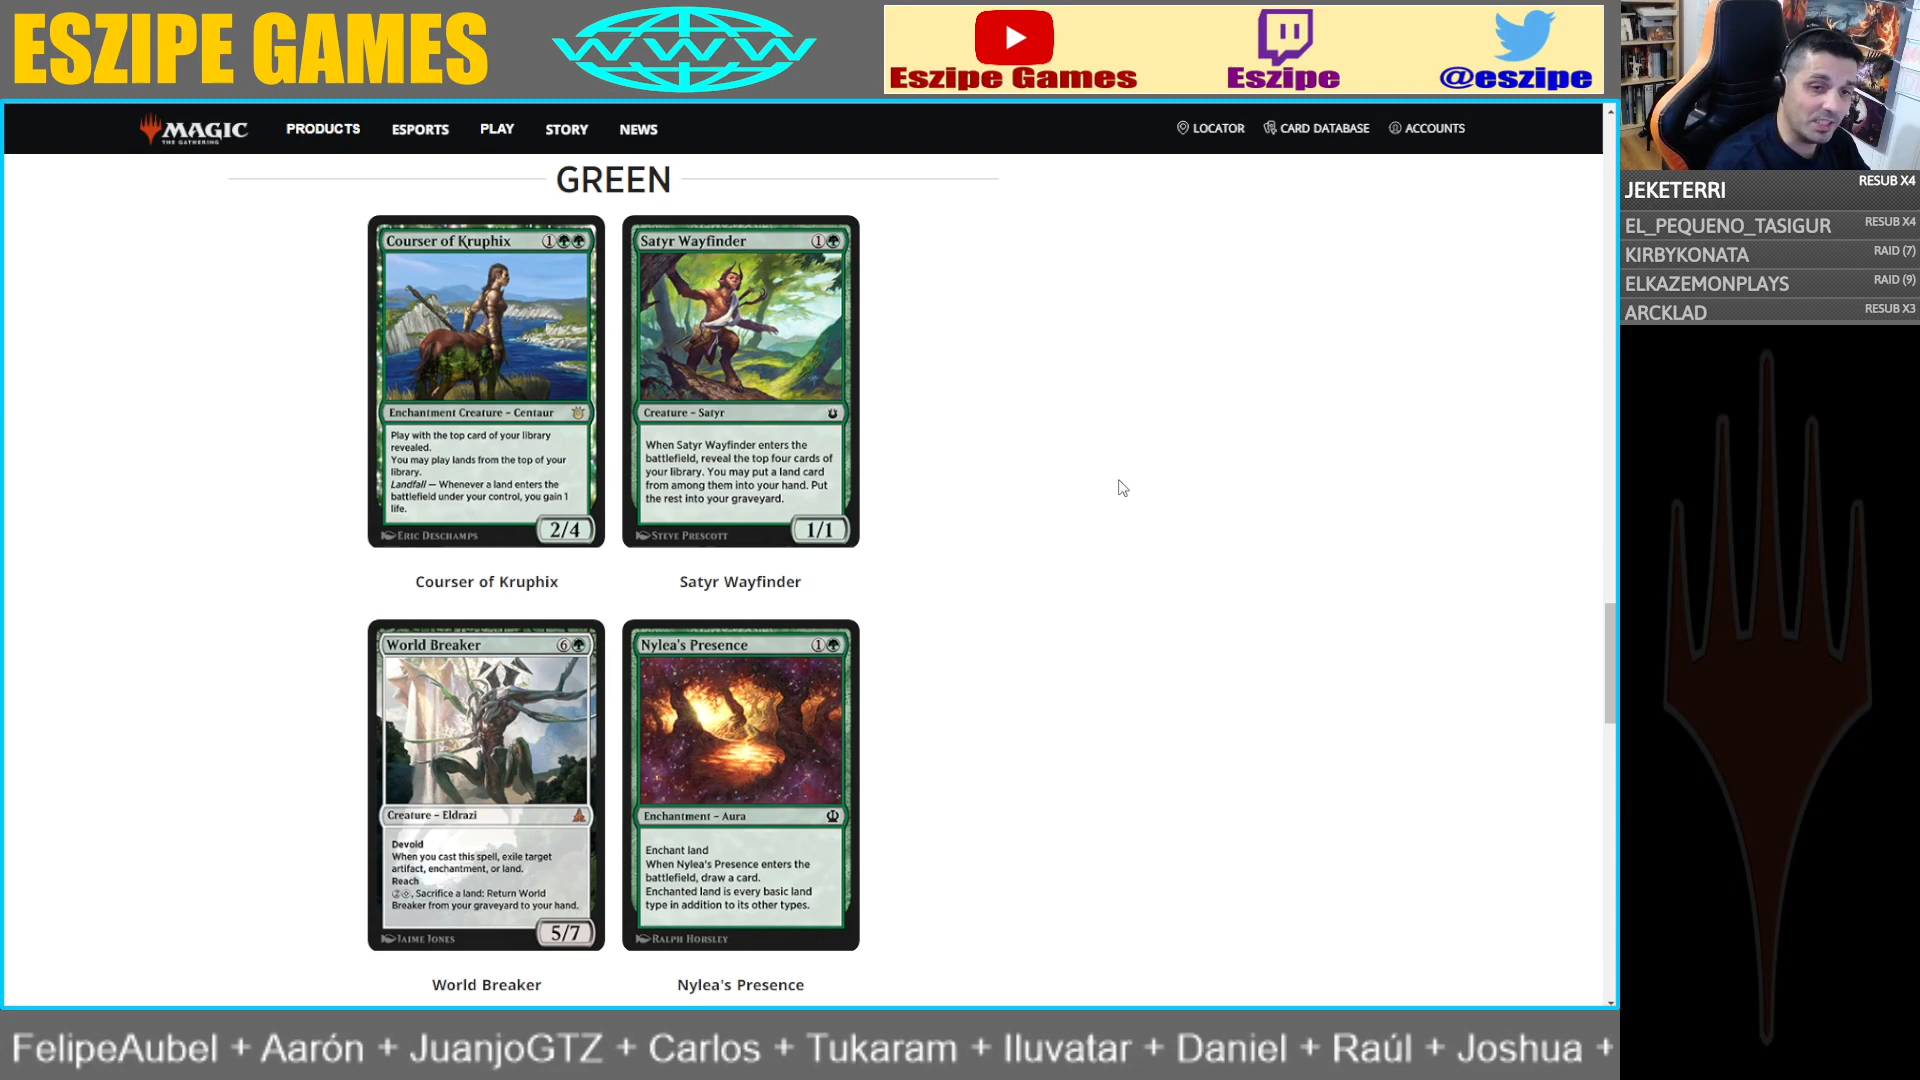 ESZIPE GAMES
WWW
Eszipe Games
Eszipe
@eszipe
MAGIC
THE GATHERING
PRODUCTS
ESPORTS
PLAY
STORY
NEWS
LOCATOR
CARD DATABASE
ACCOUNTS
JEKETERRI RESUB X4
EL_PEQUENO_TASIGUR RESUB X4
KIRBYKONATA RAID (7)
ELKAZEMONPLAYS RAID (9)
ARCKLAD RESUB X3
GREEN
Courser of Kruphix 1
Enchantment Creature – Centaur
Play with the top card of your library
revealed.
You may play lands from the top of your
library.
Landfall — Whenever a land enters the
battlefield under your control, you gain 1
life.
2/4
ERIC DESCHAMPS
Courser of Kruphix
Satyr Wayfinder 1
Creature – Satyr
When Satyr Wayfinder enters the
battlefield, reveal the top four cards of
your library. You may put a land card
from among them into your hand. Put
the rest into your graveyard.
1/1
STEVE PRESCOTT
Satyr Wayfinder
World Breaker 6
Creature – Eldrazi
Devoid
When you cast this spell, exile target
artifact, enchantment, or land.
Reach
2, Sacrifice a land: Return World
Breaker from your graveyard to your hand.
5/7
JAIME JONES
World Breaker
Nylea's Presence 1
Enchantment – Aura
Enchant land
When Nylea's Presence enters the
battlefield, draw a card.
Enchanted land is every basic land
type in addition to its other types.
RALPH HORSLEY
Nylea's Presence
FelipeAubel + Aarón + JuanjoGTZ + Carlos + Tukaram + Iluvatar + Daniel + Raúl + Joshua +